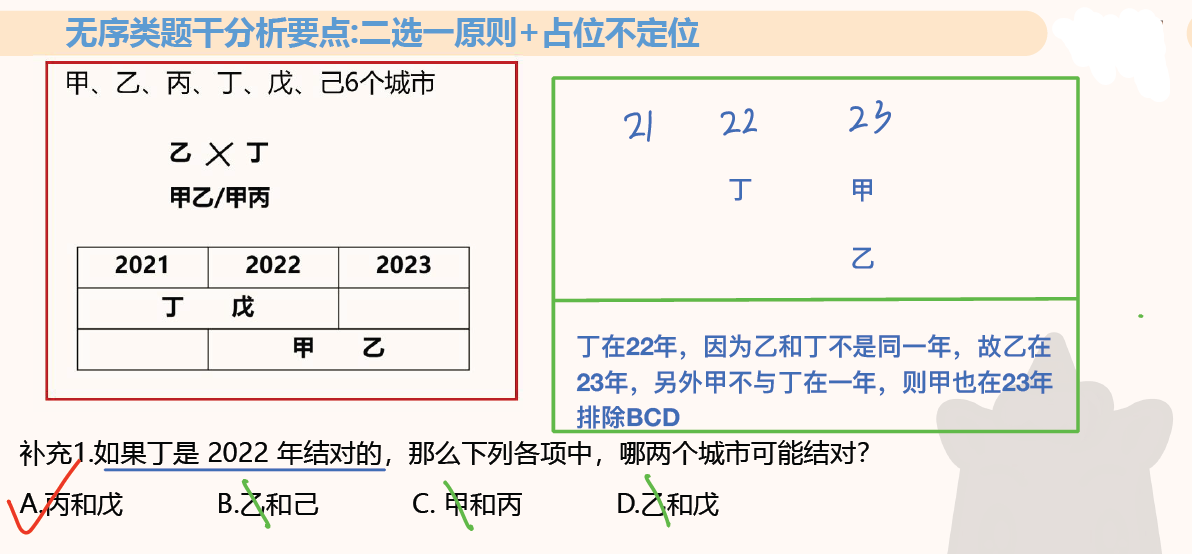 无序类题干分析要点:二选一原则+占位不定位
甲、乙、丙、丁、戊、己6个城市
乙 × 丁
甲乙/甲丙
2021 2022 2023
丁 戊
甲 乙
21 22 23
丁 甲
乙
丁在22年，因为乙和丁不是同一年，故乙在
23年，另外甲不与丁在一年，则甲也在23年
排除BCD
补充1.如果丁是 2022 年结对的，那么下列各项中，哪两个城市可能结对？
A.丙和戊 B.乙和己 C. 甲和丙 D.乙和戊